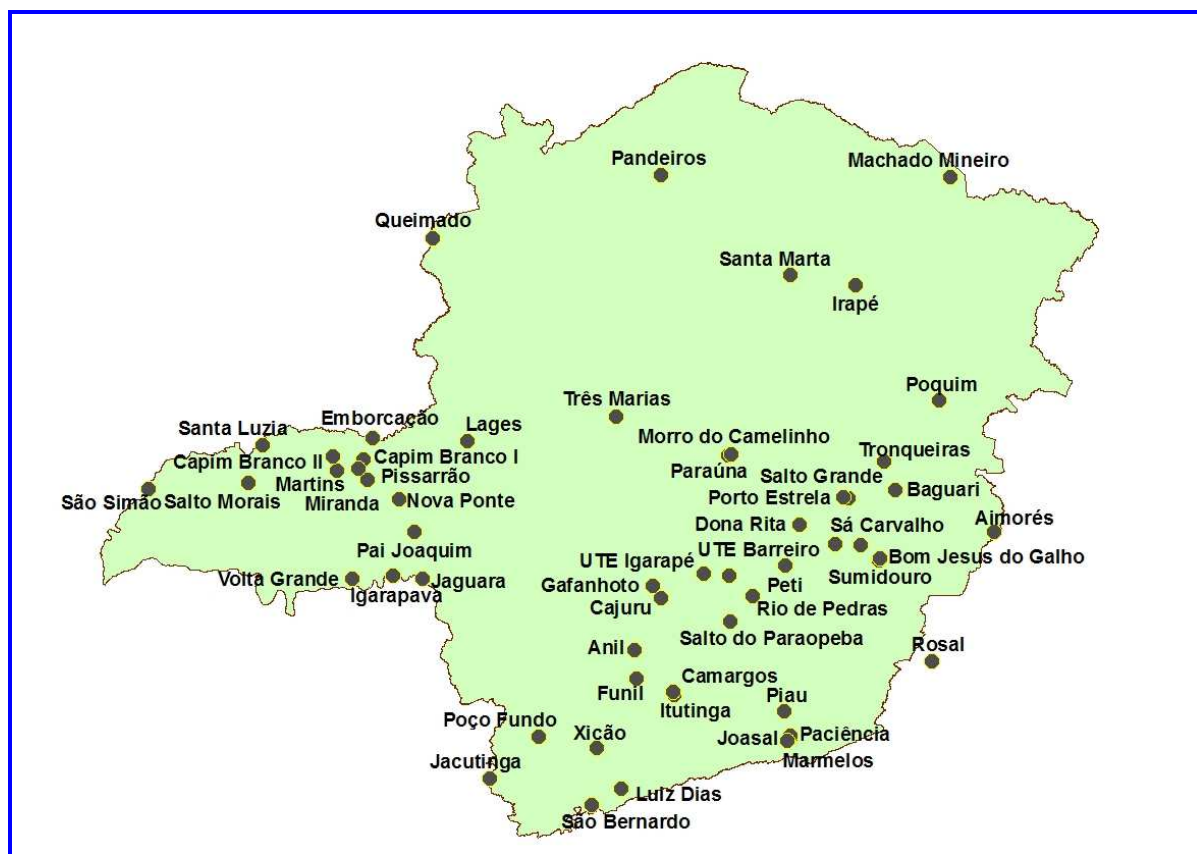 Pandeiros
Machado Mineiro
Queimado
Santa Marta
Irapé
Poquim
Três Marias
Emborcação
Lages
Santa Luzia
Morro do Camelinho
Tronqueiras
Capim Branco II
Capim Branco I
Paraúna
Salto Grande
Martins
Pissarrão
São Simão
Salto Morais
Miranda
Nova Ponte
Porto Estrela
Baguari
Dona Rita
Sá Carvalho
Aimorés
Pai Joaquim
UTE Igarapé
UTE Barreiro
Bom Jesus do Galho
Volta Grande
Jaguara
Sumidouro
Igarapava
Gafanhoto
Peti
Cajuru
Rio de Pedras
Salto do Paraopeba
Anil
Rosal
Camargos
Funil
Itutinga
Piau
Poço Fundo
Xicão
Joasal
Paciência
Marmelos
Jacutinga
Luiz Dias
São Bernardo